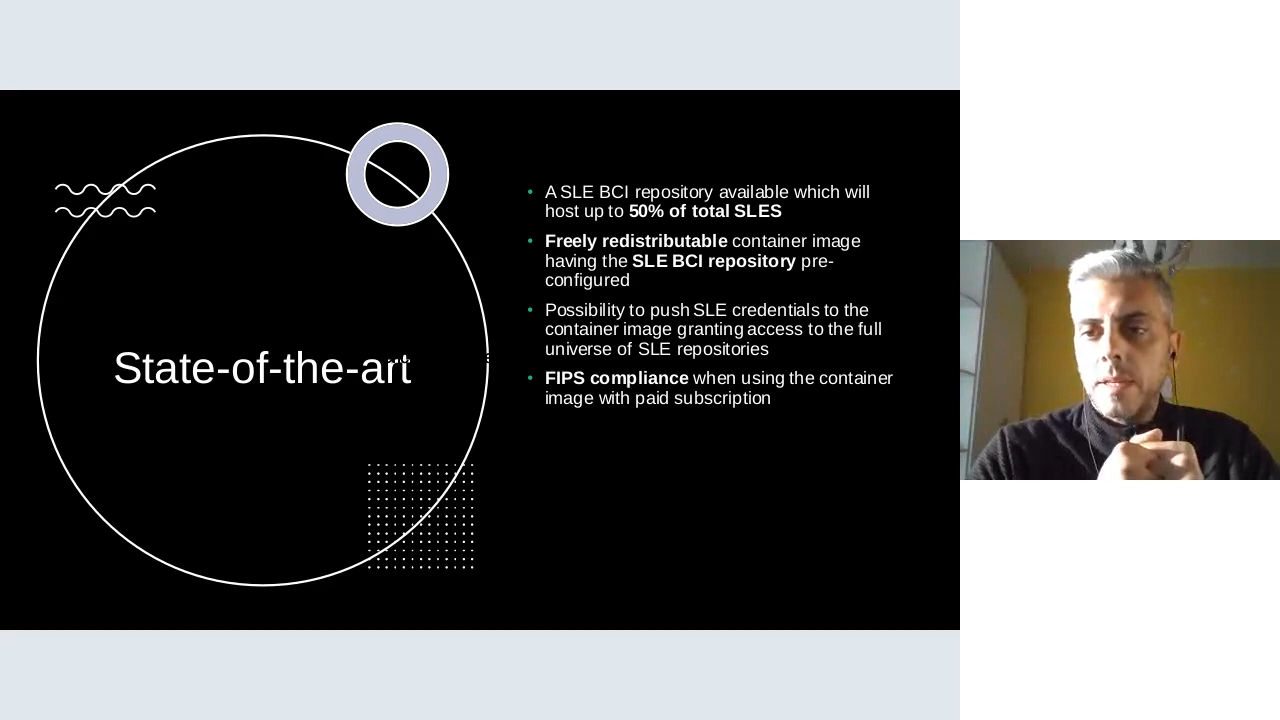 State-of-the-art
• A SLE BCI repository available which will
host up to 50% of total SLES
• Freely redistributable container image
having the SLE BCI repository pre-
configured
• Possibility to push SLE credentials to the
container image granting access to the full
universe of SLE repositories
• FIPS compliance when using the container
image with paid subscription